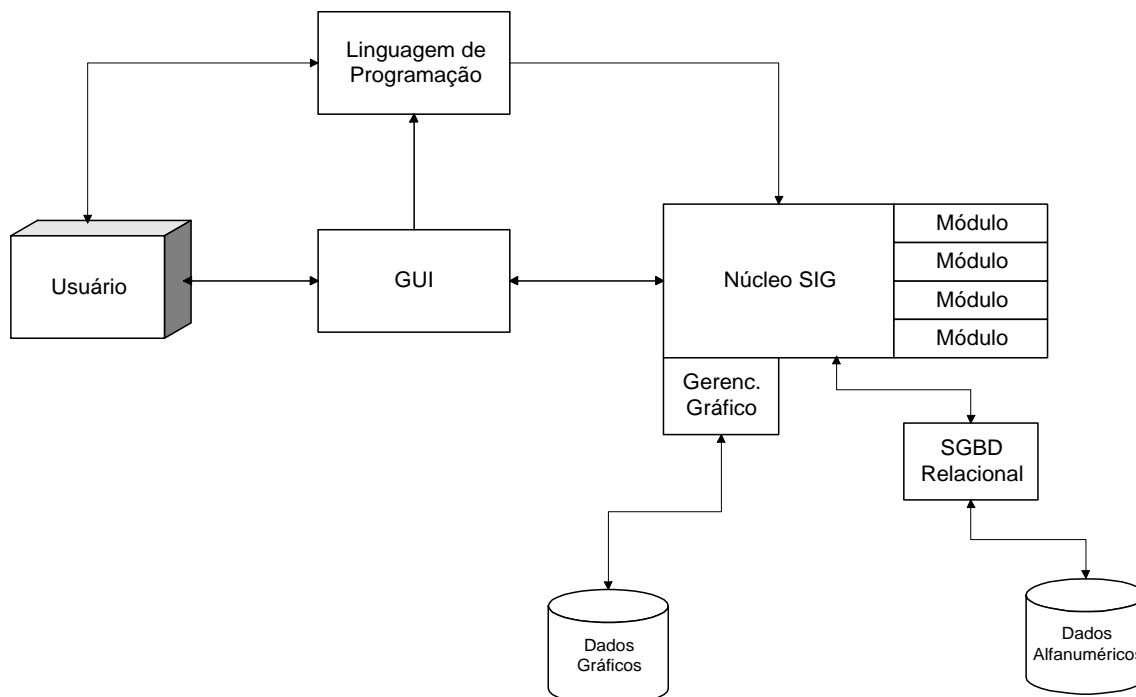 Linguagem de
Programação
Usuário
GUI
Núcleo SIG
Módulo
Módulo
Módulo
Módulo
Gerenc.
Gráfico
SGBD
Relacional
Dados
Gráficos
Dados
Alfanuméricos